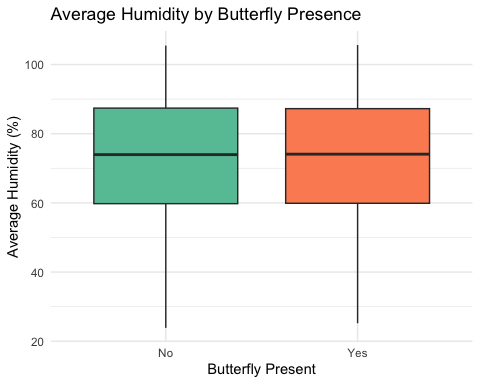 Average Humidity by Butterfly Presence
Average Humidity (%)
100
80
60
40
20
No
Yes
Butterfly Present